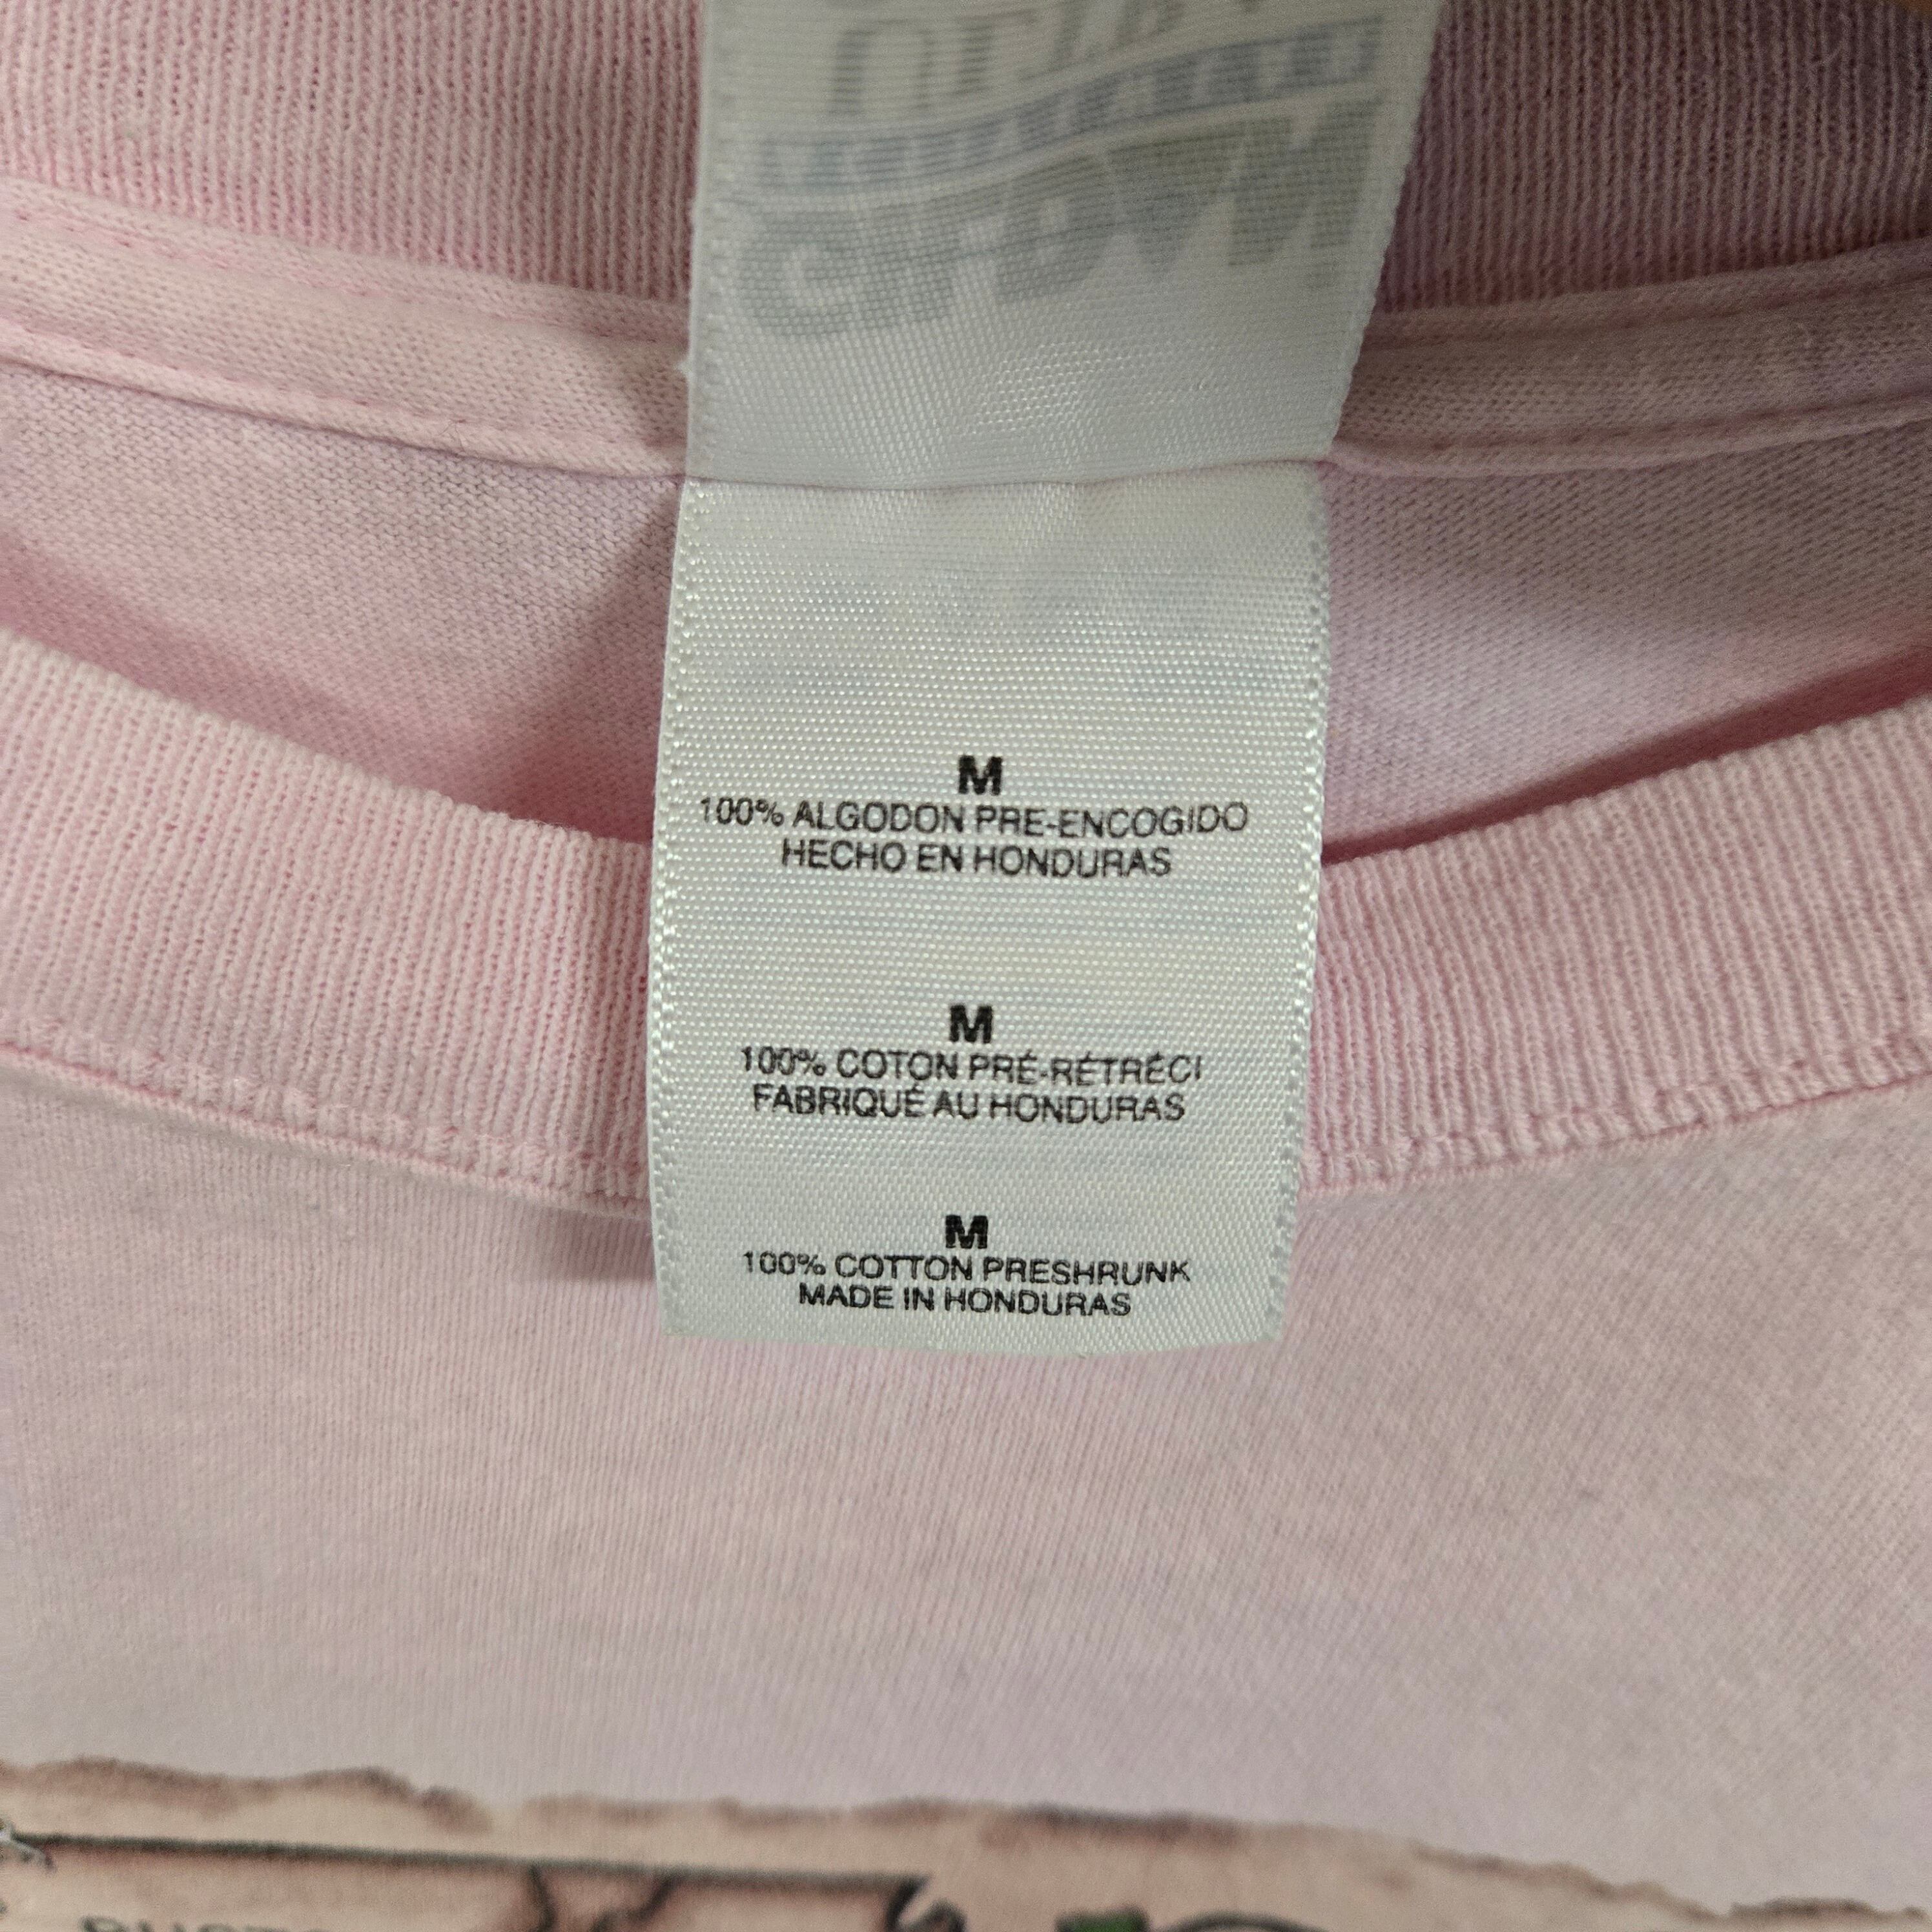 M
100% ALGODON PRE-ENCOGIDO
HECHO EN HONDURAS
M
100% COTON PRÉ-RÉTRÉCI
FABRIQUÉ AU HONDURAS
M
100% COTTON PRESHRUNK
MADE IN HONDURAS